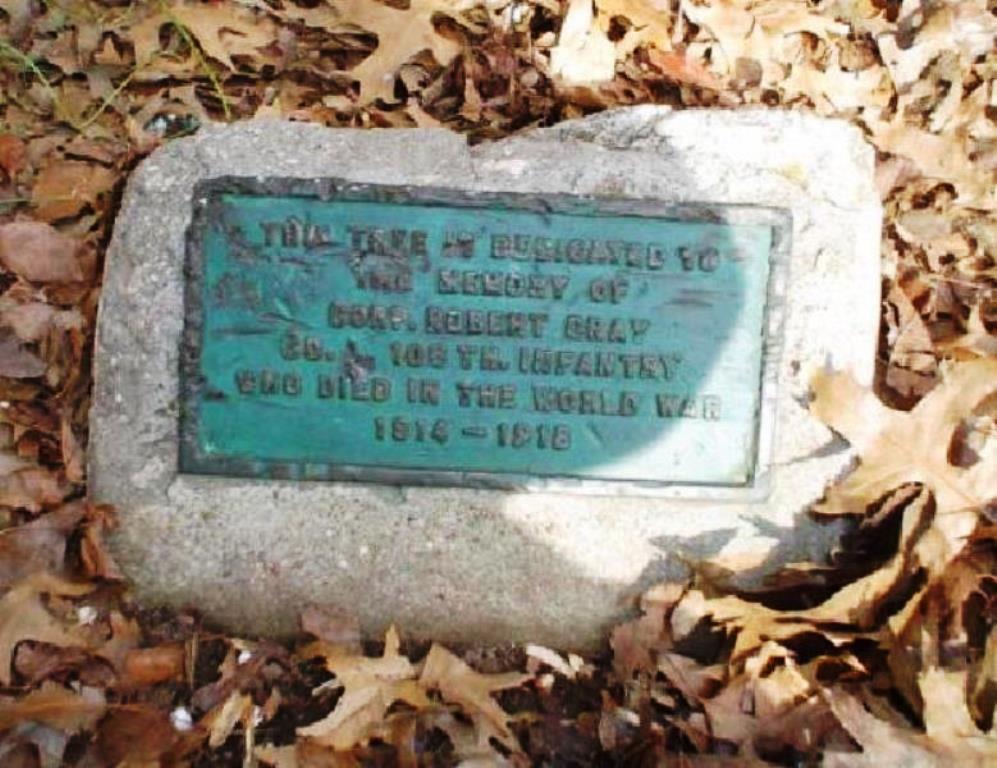 THIS TREE IS DEDICATED TO
THE MEMORY OF
CORP. ROBERT GRAY
CO. 106 TH. INFANTRY
WHO DIED IN THE WORLD WAR
1914 - 1918